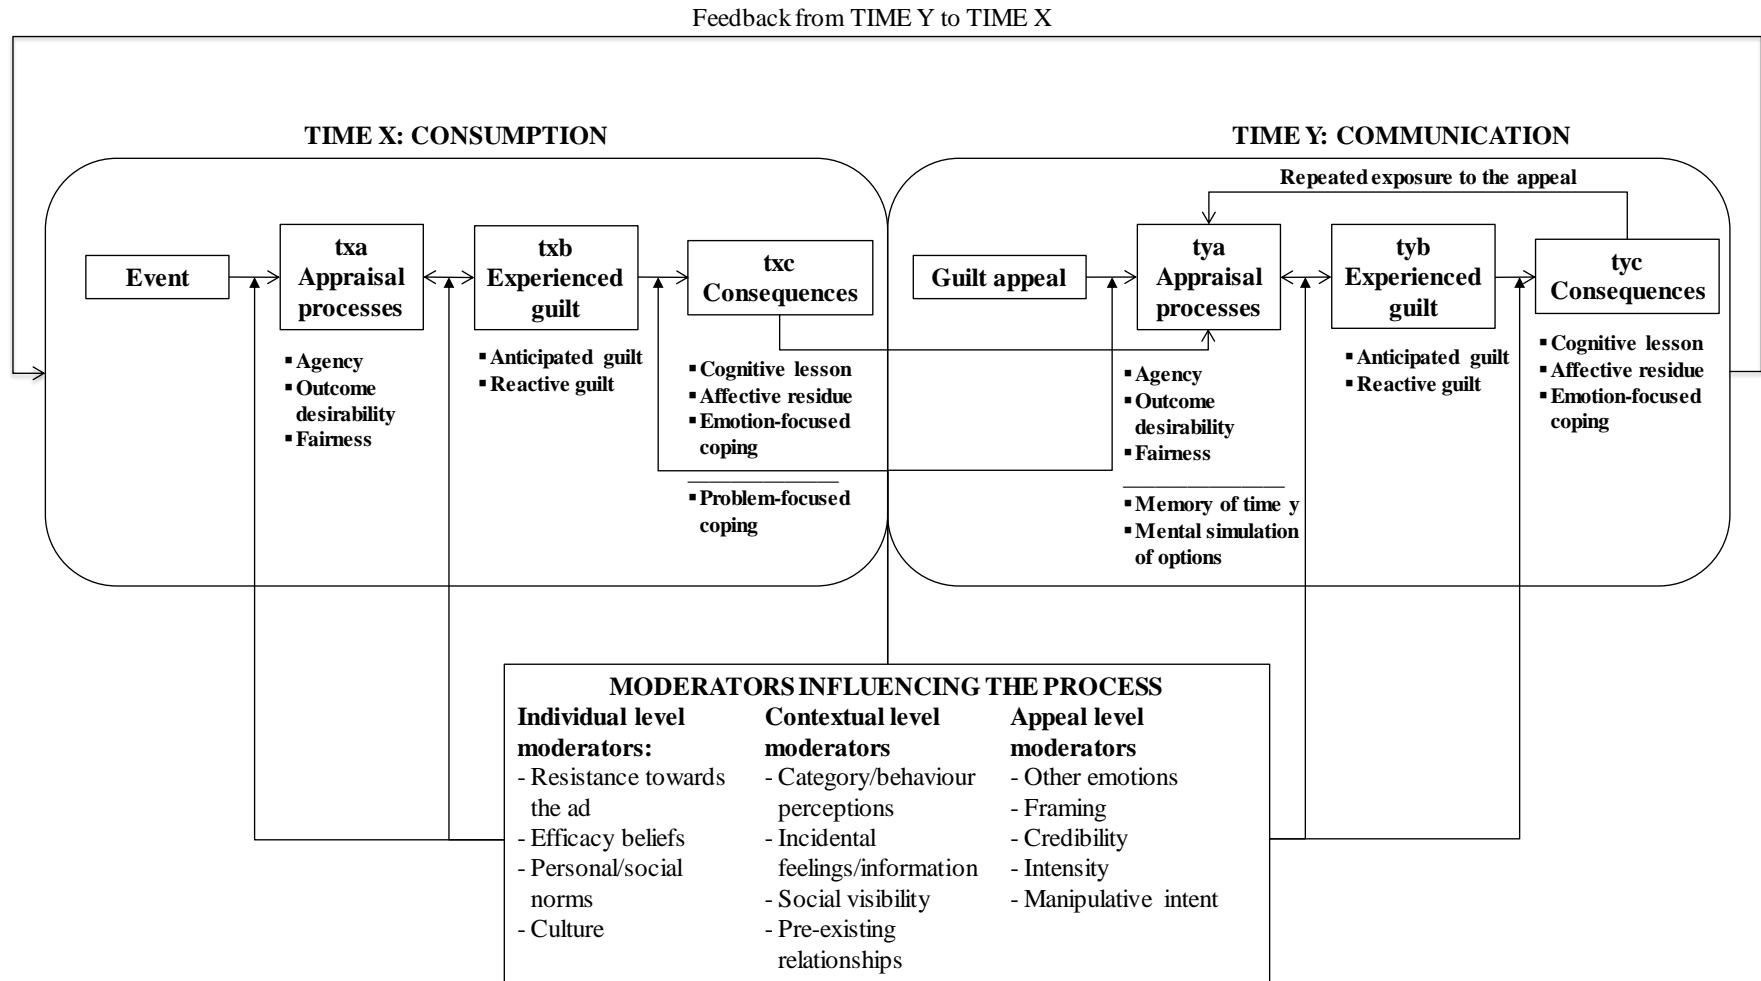 Feedback from TIME Y to TIME X
TIME X: CONSUMPTION
Event
txa
Appraisal
processes
▪ Agency
▪ Outcome
desirability
▪ Fairness
txb
Experienced
guilt
▪ Anticipated guilt
▪ Reactive guilt
txc
Consequences
▪ Cognitive lesson
▪ Affective residue
▪ Emotion-focused
coping
▪ Problem-focused
coping
TIME Y: COMMUNICATION
Repeated exposure to the appeal
Guilt appeal
tya
Appraisal
processes
▪ Agency
▪ Outcome
desirability
▪ Fairness
▪ Memory of time y
▪ Mental simulation
of options
tyb
Experienced
guilt
▪ Anticipated guilt
▪ Reactive guilt
tyc
Consequences
▪ Cognitive lesson
▪ Affective residue
▪ Emotion-focused
coping
MODERATORS INFLUENCING THE PROCESS
Individual level
moderators:
- Resistance towards
the ad
- Efficacy beliefs
- Personal/social
norms
- Culture
Contextual level
moderators
- Category/behaviour
perceptions
- Incidental
feelings/information
- Social visibility
- Pre-existing
relationships
Appeal level
moderators
- Other emotions
- Framing
- Credibility
- Intensity
- Manipulative intent